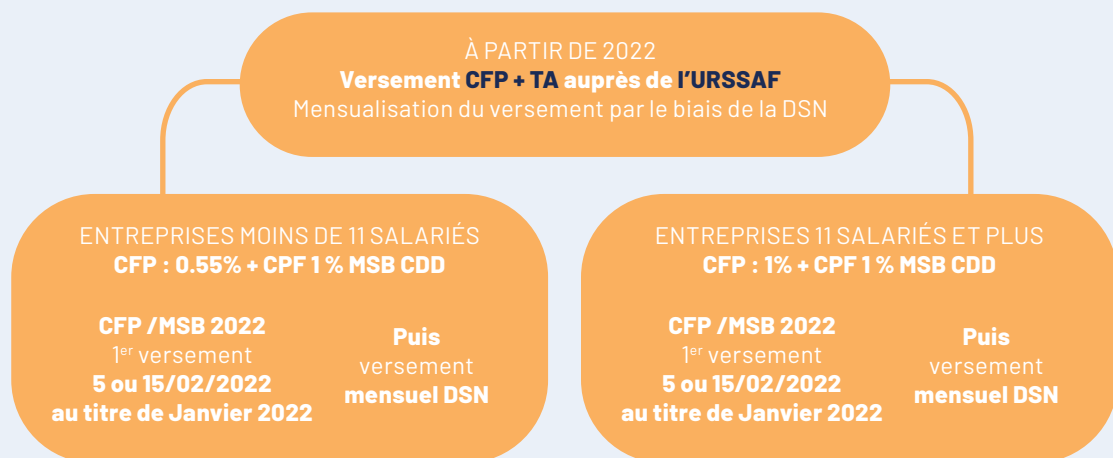 À PARTIR DE 2022
Versement CFP + TA auprès de l'URSSAF
Mensualisation du versement par le biais de la DSN
ENTREPRISES MOINS DE 11 SALARIÉS
CFP : 0.55% + CPF 1 % MSB CDD
CFP /MSB 2022
1er versement
5 ou 15/02/2022
au titre de Janvier 2022
Puis
versement
mensuel DSN
ENTREPRISES 11 SALARIÉS ET PLUS
CFP : 1% + CPF 1 % MSB CDD
CFP /MSB 2022
1er versement
5 ou 15/02/2022
au titre de Janvier 2022
Puis
versement
mensuel DSN